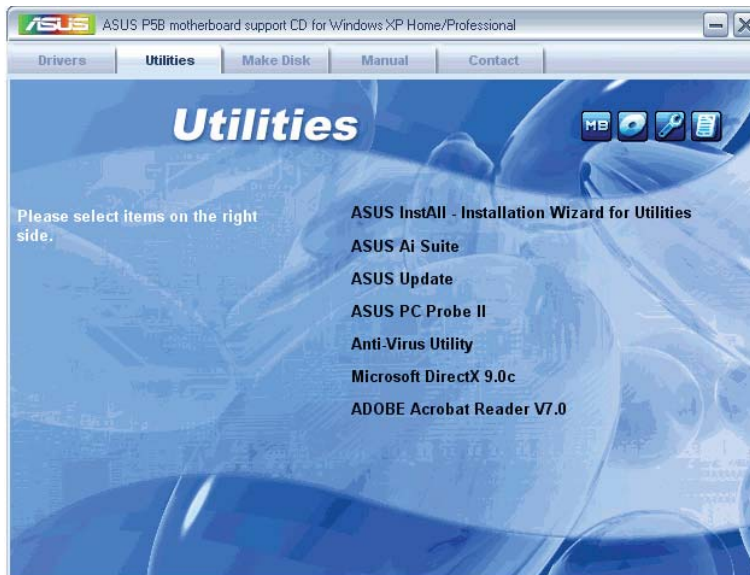 ASUS ASUS P5B motherboard support CD for Windows XP Home/Professional
Drivers Utilities Make Disk Manual Contact
Utilities
MB
Please select items on the right
side.
ASUS InstAll - Installation Wizard for Utilities
ASUS Ai Suite
ASUS Update
ASUS PC Probe II
Anti-Virus Utility
Microsoft DirectX 9.0c
ADOBE Acrobat Reader V7.0